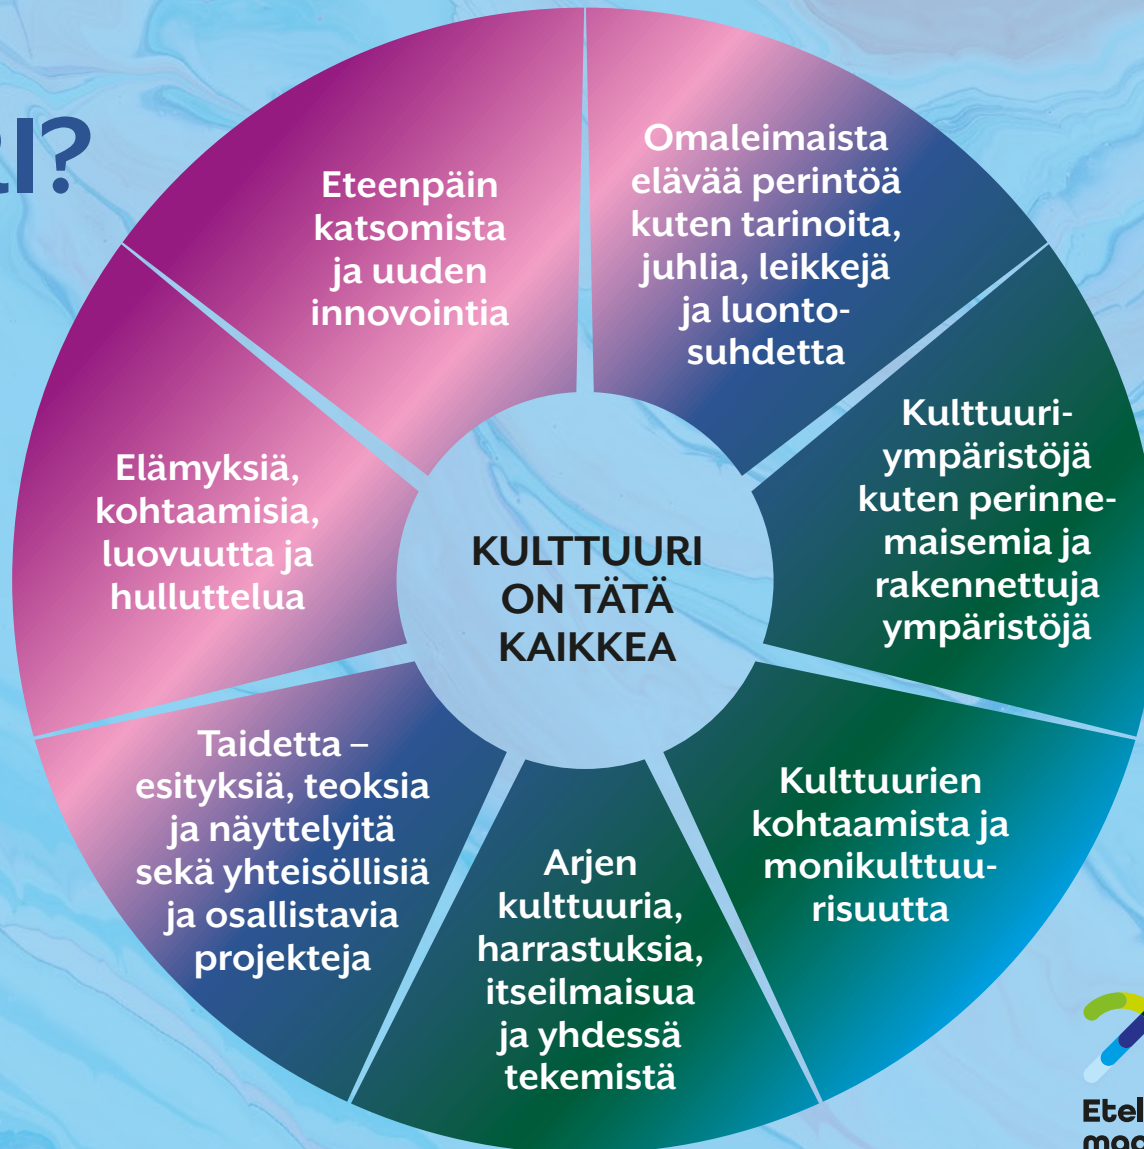 RI?
Omaleimaista
elävää perintöä
kuten tarinoita,
juhlia, leikkejä
ja luonto-
suhdetta
Kulttuuri-
ympäristöjä
kuten perinne-
maisemia ja
rakennettuja
ympäristöjä
Kulttuurien
kohtaamista ja
monikulttuu-
risuutta
Arjen
kulttuuria,
harrastuksia,
itseilmaisua
ja yhdessä
tekemistä
Taidetta –
esityksiä, teoksia
ja näyttelyitä
sekä yhteisöllisiä
ja osallistavia
projekteja
Elämyksiä,
kohtaamisia,
luovuutta ja
hulluttelua
Eteenpäin
katsomista
ja uuden
innovointia
KULTTUURI
ON TÄTÄ
KAIKKEA
Etel